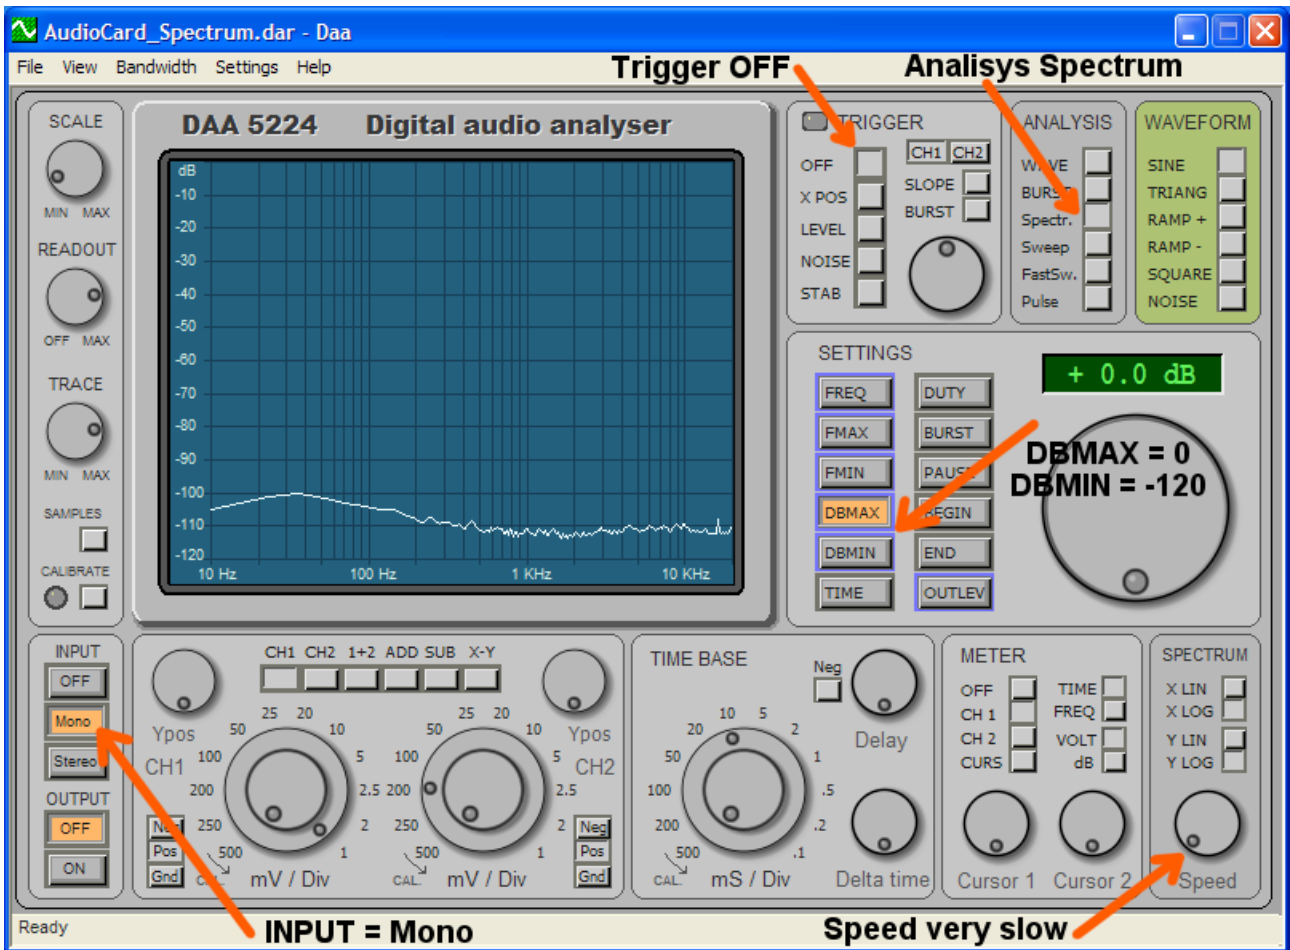 AudioCard_Spectrum.dar - Daa
File View Bandwidth Settings Help
Trigger OFF
Analisys Spectrum
SCALE
MIN MAX
READOUT
OFF MAX
TRACE
MIN MAX
SAMPLES
CALIBRATE
DAA 5224 Digital audio analyser
dB
-10
-20
-30
-40
-50
-60
-70
-80
-90
-100
-110
-120
10 Hz 100 Hz 1 KHz 10 KHz
TRIGGER
OFF
X POS
LEVEL
NOISE
STAB
CH1 CH2
SLOPE
BURST
ANALYSIS
WAVE
BURST
Spectr.
Sweep
FastSw.
Pulse
WAVEFORM
SINE
TRIANG
RAMP +
RAMP -
SQUARE
NOISE
SETTINGS
+ 0.0 dB
FREQ DUTY
FMAX BURST
FMIN PAUSE
DBMAX BEGIN
DBMIN END
TIME OUTLEV
DBMAX = 0
DBMIN = -120
INPUT
OFF
Mono
Stereo
OUTPUT
OFF
ON
CH1 CH2 1+2 ADD SUB X-Y
Ypos
CH1
500
250
200
100
50
25
20
10
5
2.5
2
1
Neg
Pos
Gnd
CAL.
mV / Div
Ypos
CH2
500
250
200
100
50
25
20
10
5
2.5
2
1
Neg
Pos
Gnd
CAL.
mV / Div
TIME BASE
500
200
100
50
20
10
5
2
1
.5
.2
.1
CAL.
mS / Div
Neg
Delay
Delta time
METER
OFF
CH 1
CH 2
CURS
TIME
FREQ
VOLT
dB
Cursor 1 Cursor 2
SPECTRUM
X LIN
X LOG
Y LIN
Y LOG
Speed
Ready
INPUT = Mono
Speed very slow